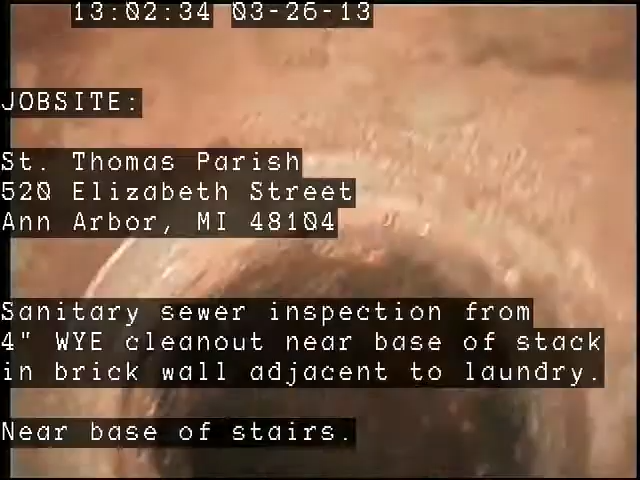 13:02:34 03-26-13
JOBSITE:
St. Thomas Parish
520 Elizabeth Street
Ann Arbor, MI 48104
Sanitary sewer inspection from
4" WYE cleanout near base of stack
in brick wall adjacent to laundry.
Near base of stairs.